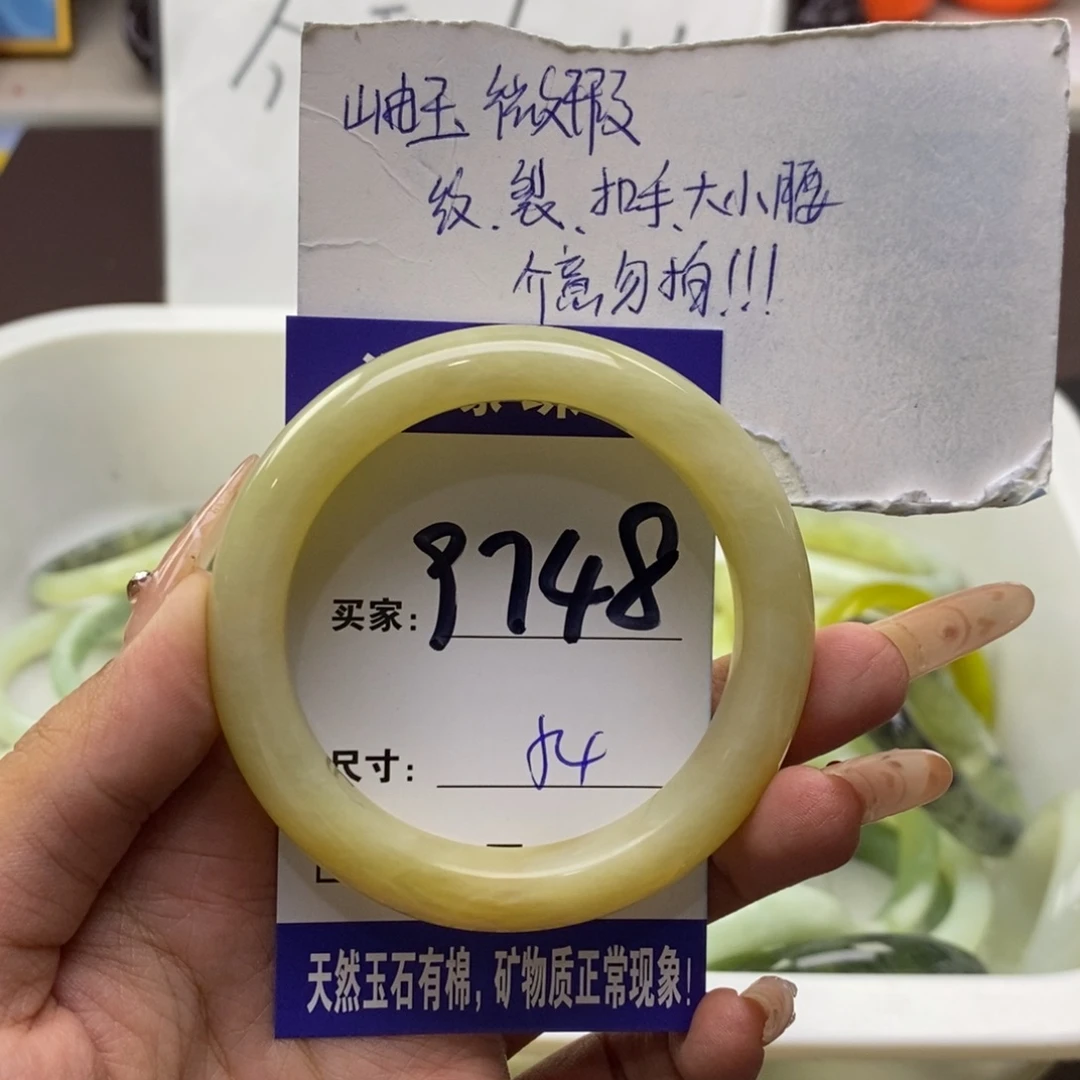 岫玉 微瑕
纹.裂、扣手、大小腰
介意勿拍!!!
买家: 9748
尺寸: 54
天然玉石有棉, 矿物质正常现象!